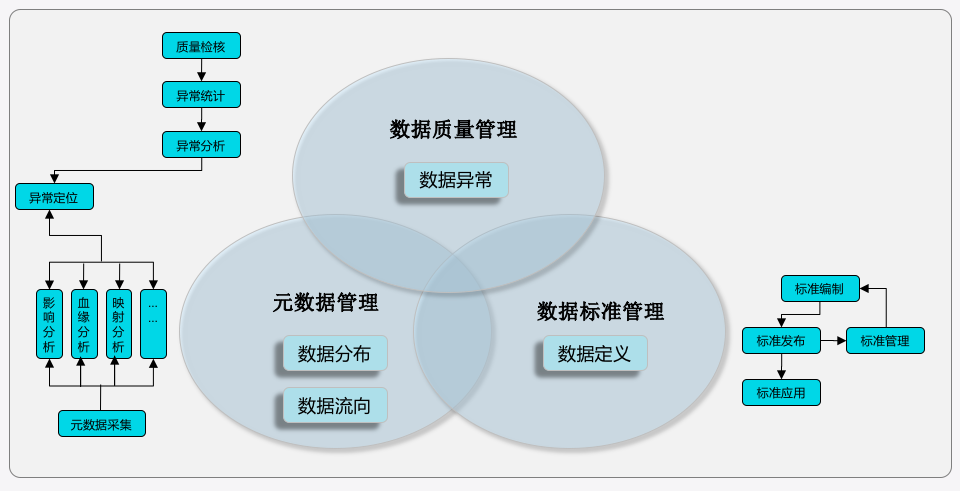 质量检核
异常统计
异常分析
异常定位
影响分析
血缘分析
映射分析
... ...
元数据采集
数据质量管理
数据异常
元数据管理
数据分布
数据流向
数据标准管理
数据定义
标准编制
标准发布
标准管理
标准应用